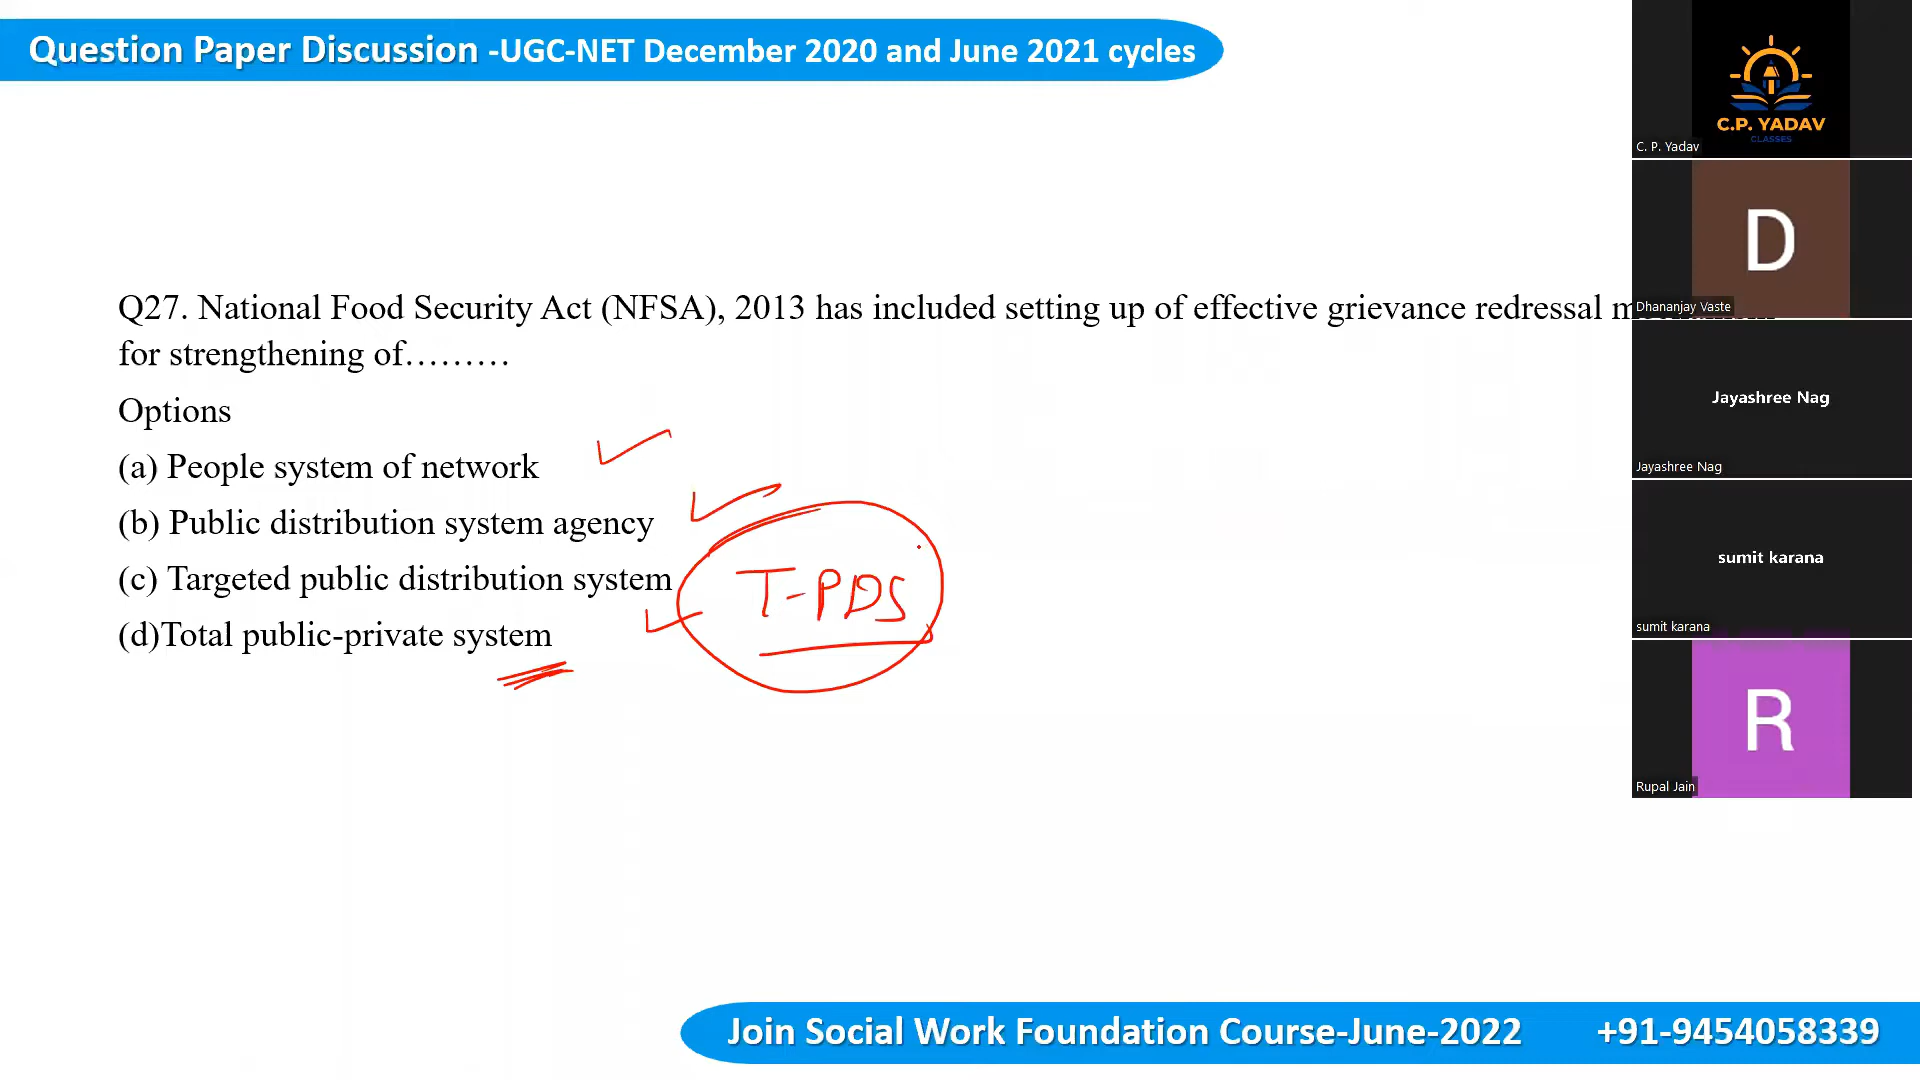 Question Paper Discussion -UGC-NET December 2020 and June 2021 cycles
C.P. YADAV
CLASSES
C. P. Yadav
D
Dhananjay Vaste
Q27. National Food Security Act (NFSA), 2013 has included setting up of effective grievance redressal
for strengthening of.........
Options
(a) People system of network
(b) Public distribution system agency
(c) Targeted public distribution system
(d)Total public-private system
T-PDS
Jayashree Nag
Jayashree Nag
sumit karana
sumit karana
R
Rupal Jain
Join Social Work Foundation Course-June-2022 +91-9454058339